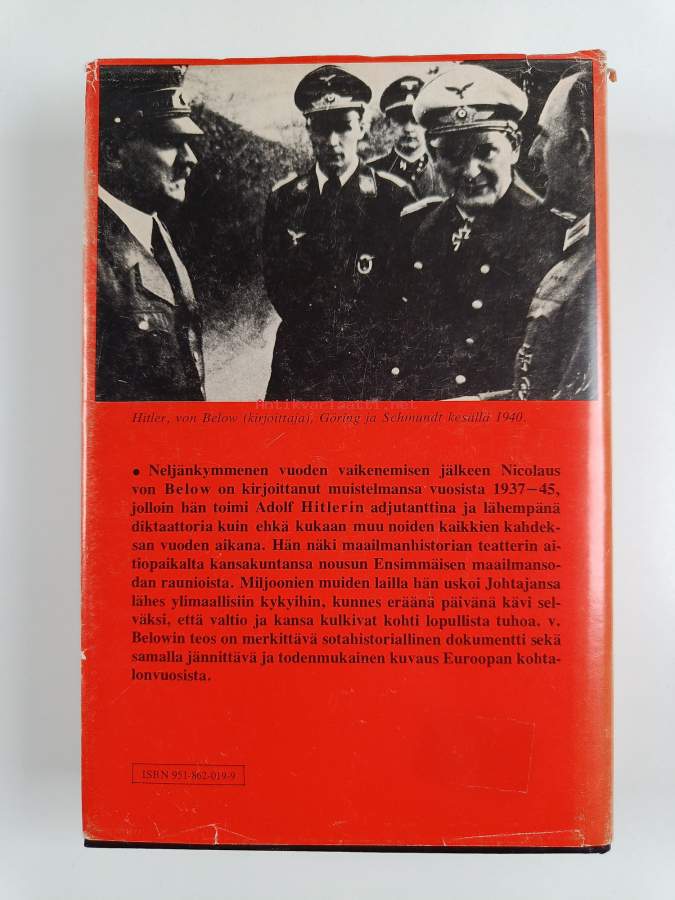 Antikvariaatti.net
Hitler, von Below (kirjoittaja), Göring ja Schmundt kesällä 1940.
• Neljänkymmenen vuoden vaikenemisen jälkeen Nicolaus
von Below on kirjoittanut muistelmansa vuosista 1937–45,
jolloin hän toimi Adolf Hitlerin adjutanttina ja lähempänä
diktaattoria kuin ehkä kukaan muu noiden kaikkien kahdek-
san vuoden aikana. Hän näki maailmanhistorian teatterin ai-
tiopaikalta kansakuntansa nousun Ensimmäisen maailmanso-
dan raunioista. Miljoonien muiden lailla hän uskoi Johtajansa
lähes ylimaallisiin kykyihin, kunnes eräänä päivänä kävi sel-
väksi, että valtio ja kansa kulkivat kohti lopullista tuhoa. v.
Belowin teos on merkittävä sotahistoriallinen dokumentti sekä
samalla jännittävä ja todenmukainen kuvaus Euroopan kohta-
lonvuosista.
ISBN 951-862-019-9